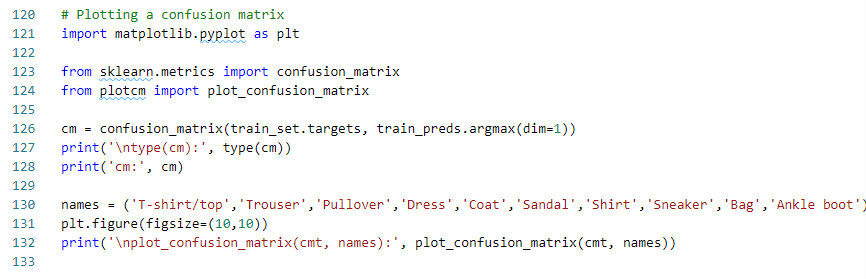 120 # Plotting a confusion matrix
121 import matplotlib.pyplot as plt
122
123 from sklearn.metrics import confusion_matrix
124 from plotcm import plot_confusion_matrix
125
126 cm = confusion_matrix(train_set.targets, train_preds.argmax(dim=1))
127 print('\ntype(cm):', type(cm))
128 print('cm:', cm)
129
130 names = ('T-shirt/top','Trouser','Pullover','Dress','Coat','Sandal','Shirt','Sneaker','Bag','Ankle boot')
131 plt.figure(figsize=(10,10))
132 print('\nplot_confusion_matrix(cmt, names):', plot_confusion_matrix(cmt, names))
133